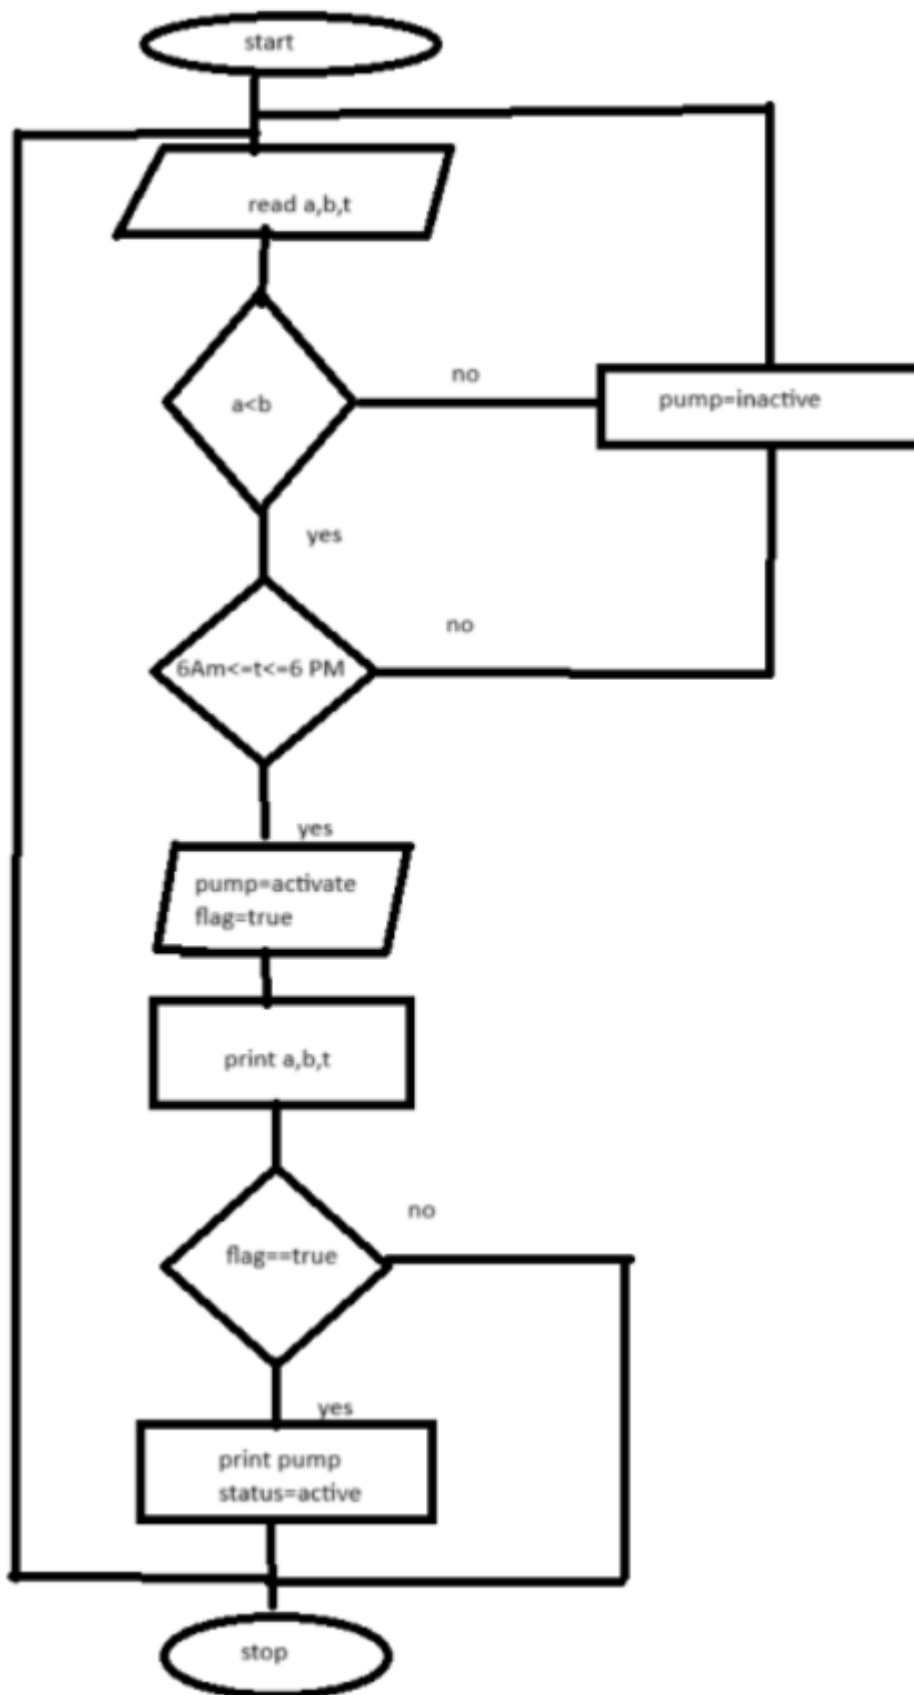 start
read a,b,t
no
a<b
pump=inactive
yes
no
6Am<=t<=6 PM
yes
pump=activate
flag=true
print a,b,t
no
flag==true
yes
print pump
status=active
stop